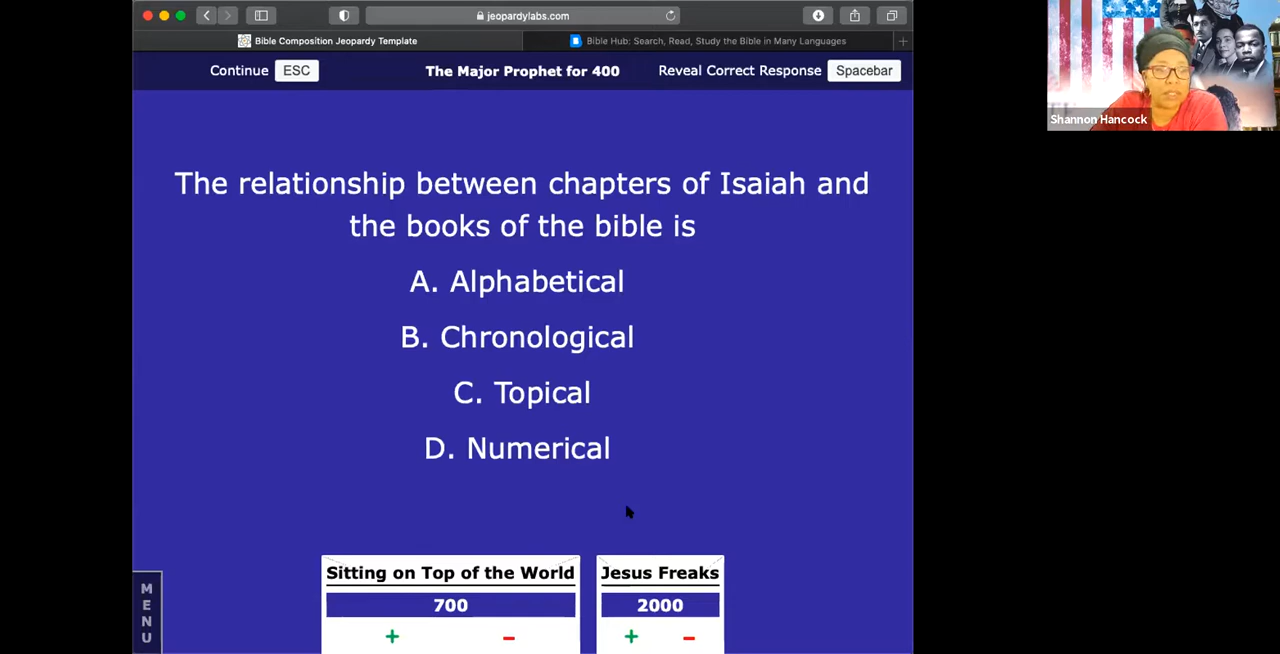 jeopardylabs.com
Bible Composition Jeopardy Template
Bible Hub: Search, Read, Study the Bible in Many Languages
Continue ESC
The Major Prophet for 400
Reveal Correct Response Spacebar
Shannon Hancock
The relationship between chapters of Isaiah and
the books of the bible is
A. Alphabetical
B. Chronological
C. Topical
D. Numerical
MENU
Sitting on Top of the World
700
+ −
Jesus Freaks
2000
+ −